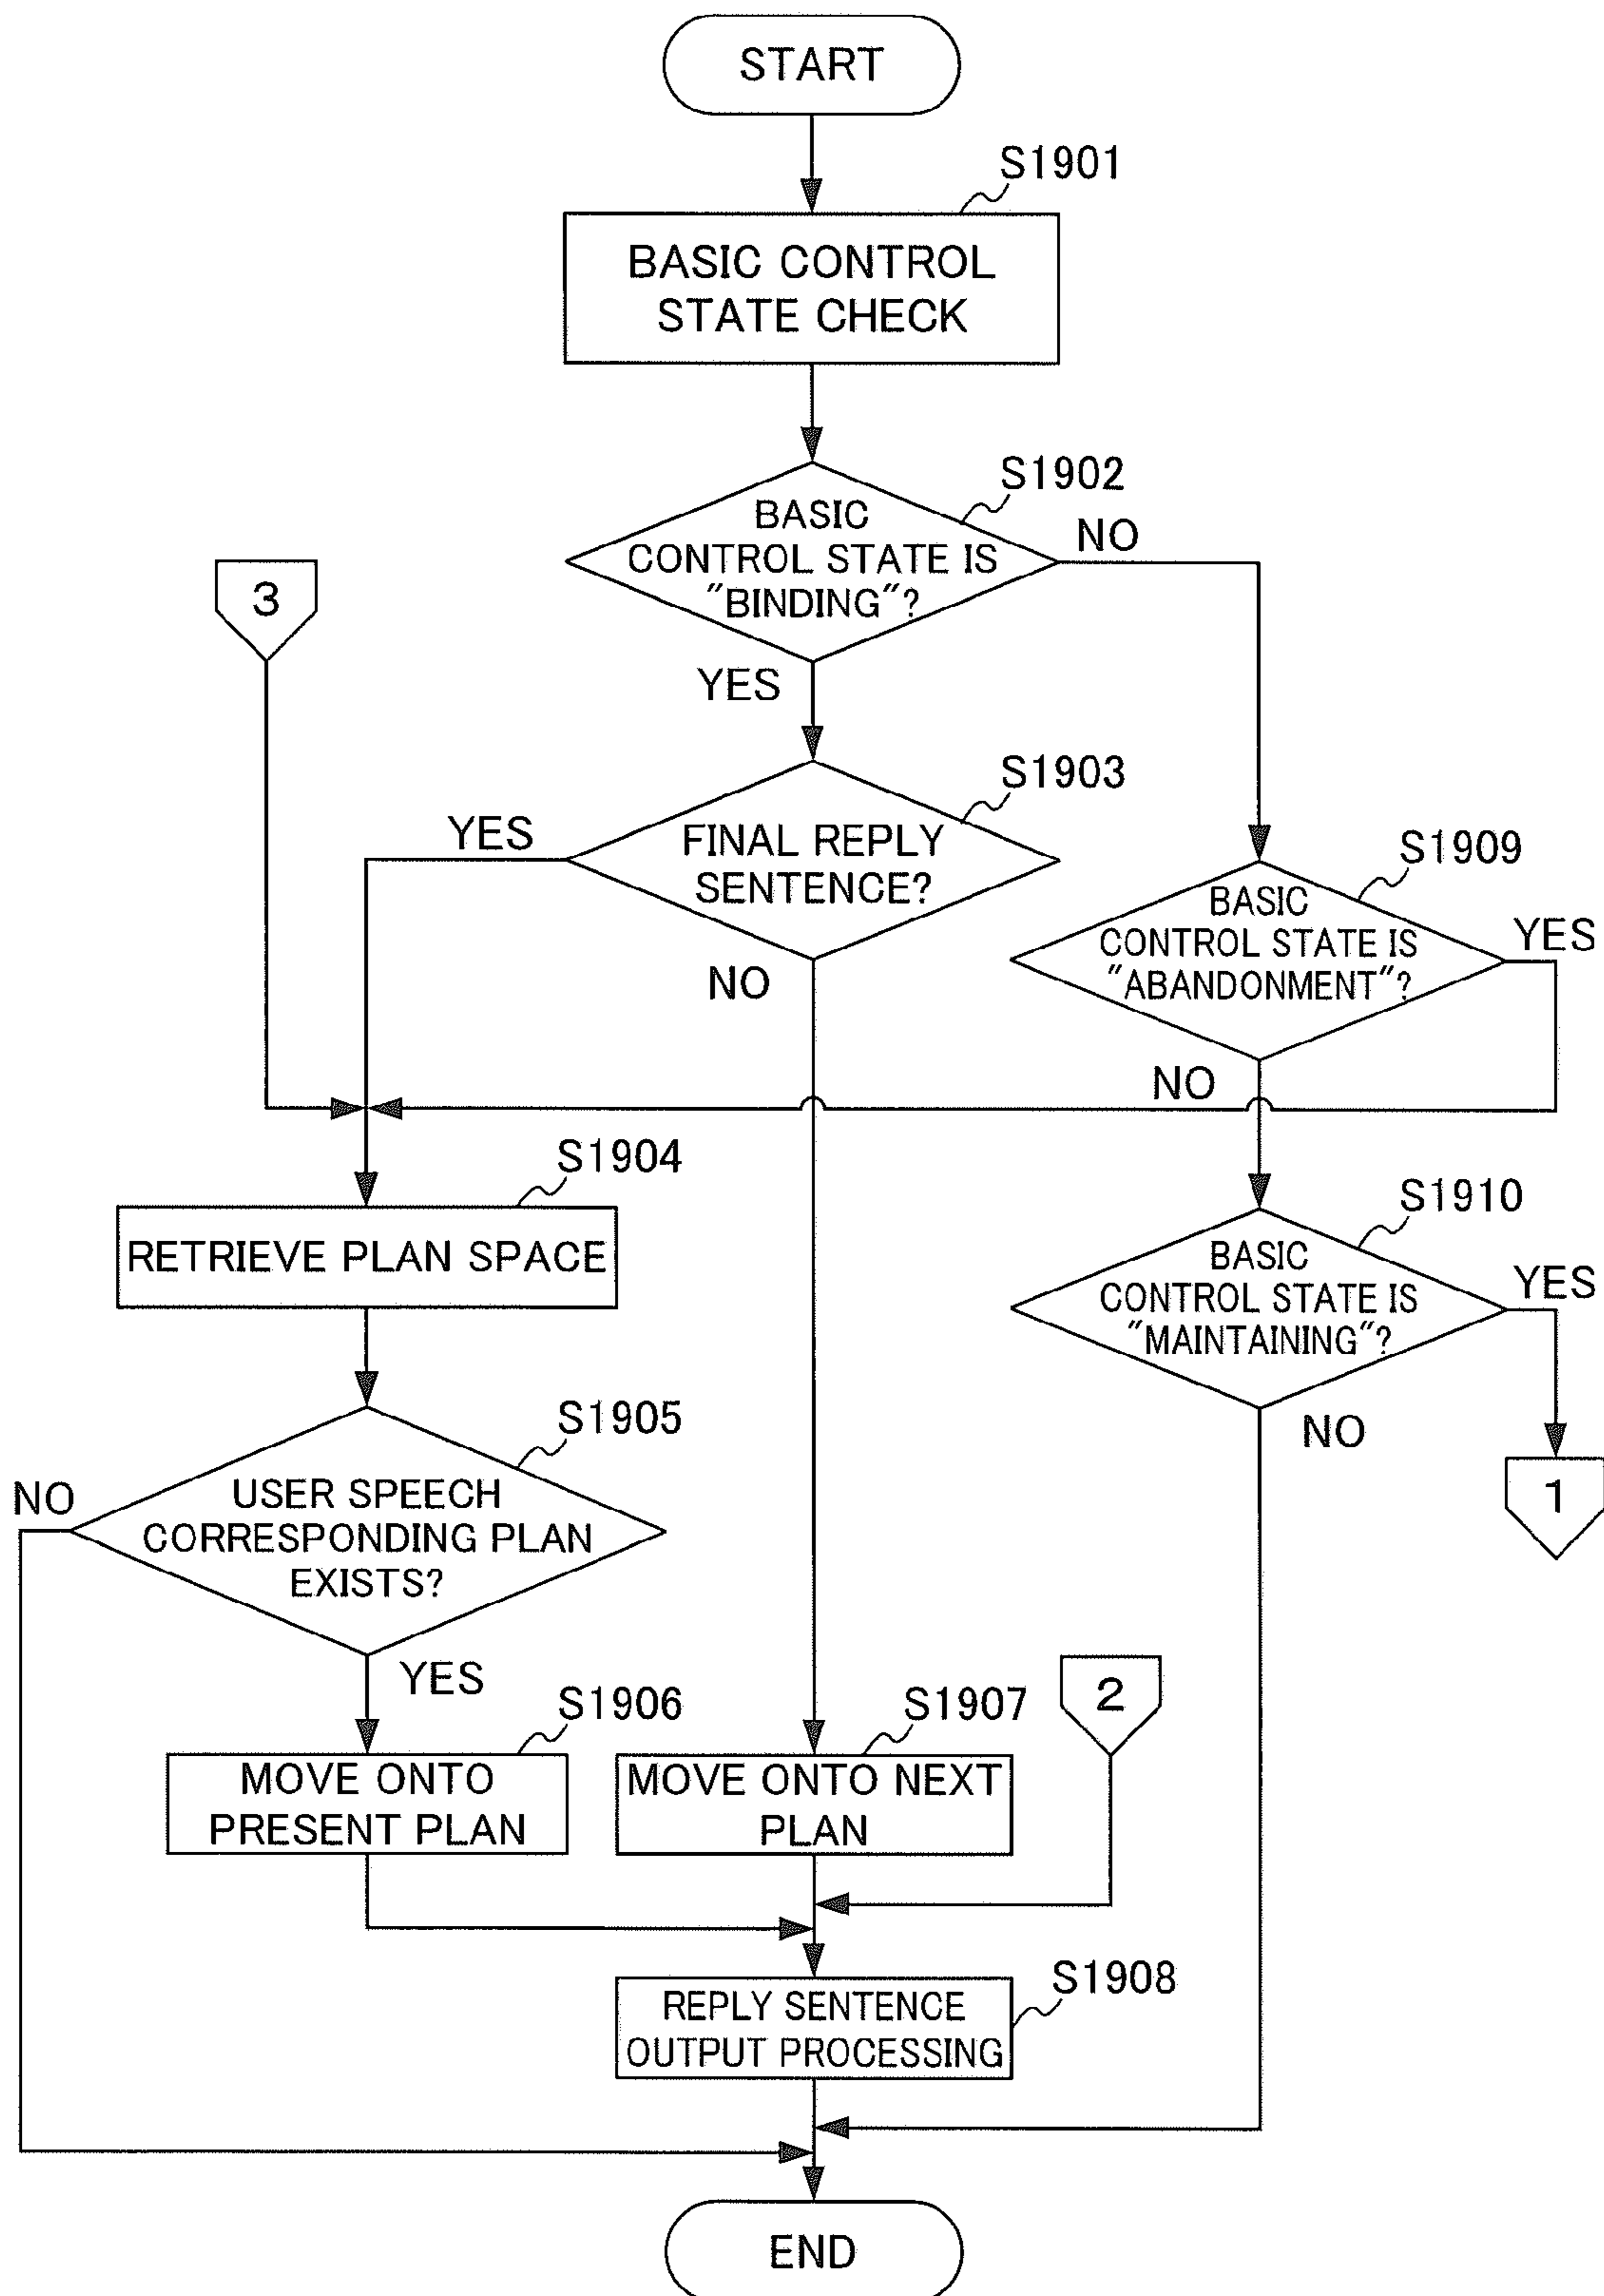 START
S1901
BASIC CONTROL
STATE CHECK
S1902
BASIC
CONTROL STATE IS
"BINDING"?
NO
3
YES
S1903
YES
FINAL REPLY
SENTENCE?
NO
S1909
BASIC
CONTROL STATE IS
"ABANDONMENT"?
YES
NO
S1904
RETRIEVE PLAN SPACE
S1910
BASIC
CONTROL STATE IS
"MAINTAINING"?
YES
NO
1
S1905
NO
USER SPEECH
CORRESPONDING PLAN
EXISTS?
YES
S1906
MOVE ONTO
PRESENT PLAN
S1907
MOVE ONTO NEXT
PLAN
2
S1908
REPLY SENTENCE
OUTPUT PROCESSING
END